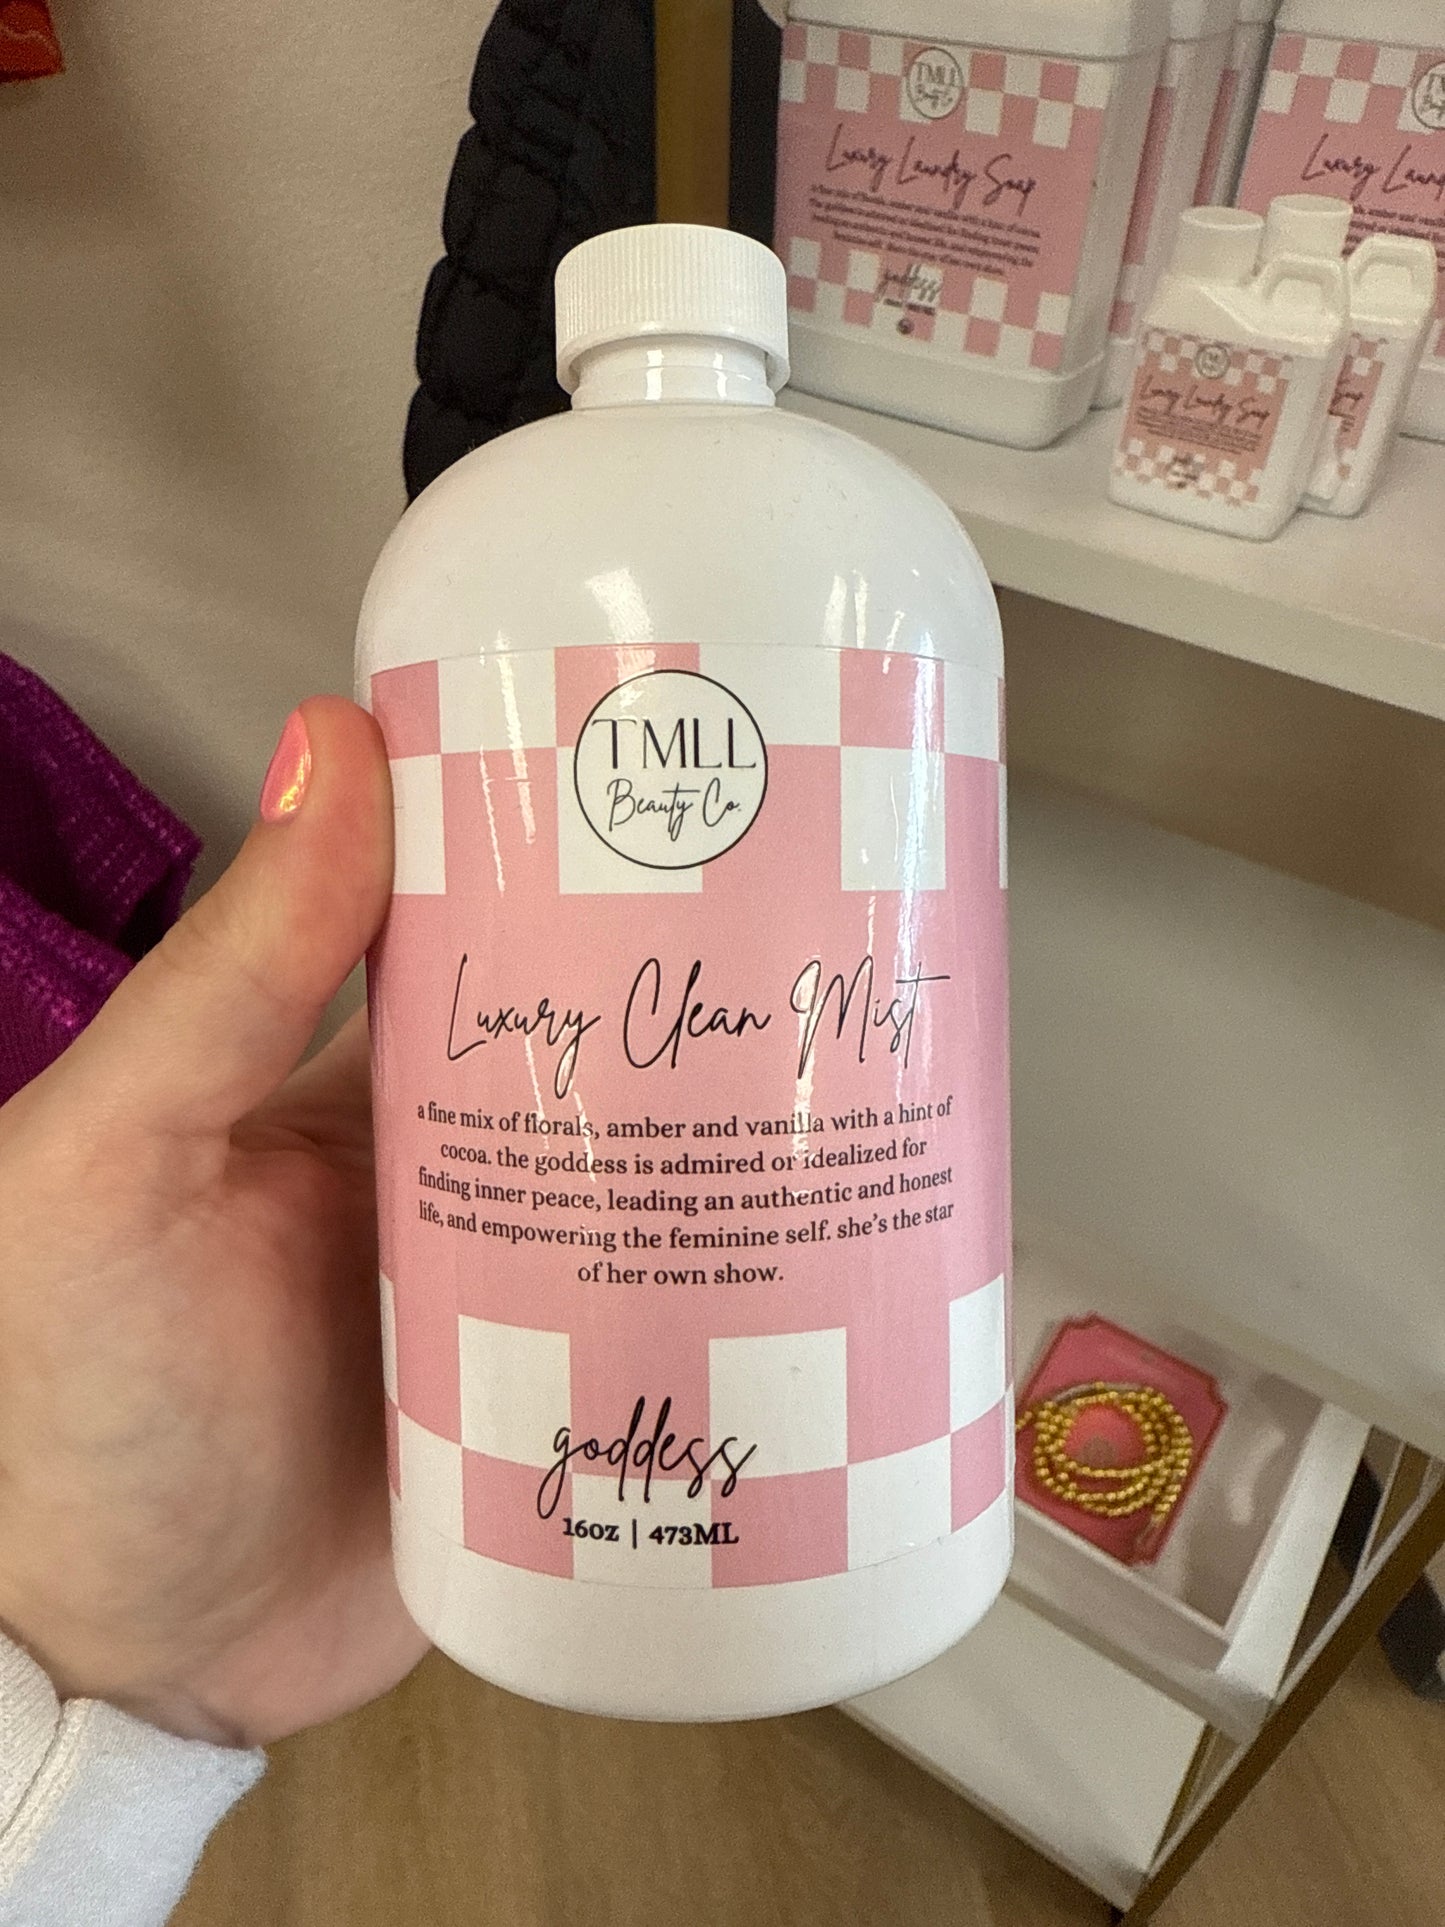 TMLL
Beauty Co.
Luxury Clean Mist
a fine mix of florals, amber and vanilla with a hint of
cocoa. the goddess is admired or idealized for
finding inner peace, leading an authentic and honest
life, and empowering the feminine self. she's the star
of her own show.
goddess
16OZ | 473ML
TMLL
Beauty Co
Luxury Laundry Soap
goddess
Luxury Laundry Soap